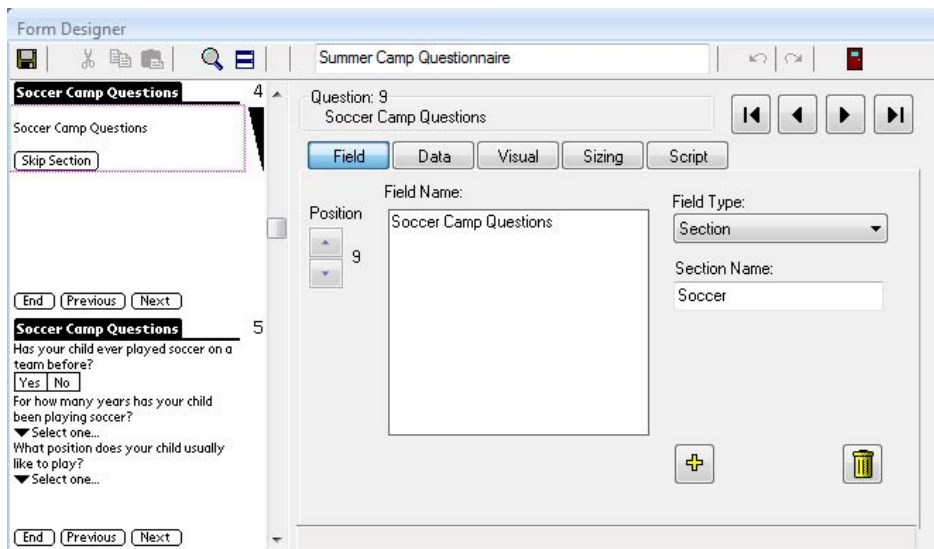 Form Designer
Summer Camp Questionnaire
Soccer Camp Questions 4
Soccer Camp Questions
Skip Section
End Previous Next
Soccer Camp Questions 5
Has your child ever played soccer on a
team before?
Yes No
For how many years has your child
been playing soccer?
Select one...
What position does your child usually
like to play?
Select one...
End Previous Next
Question: 9
Soccer Camp Questions
Field Data Visual Sizing Script
Position
9
Field Name:
Soccer Camp Questions
Field Type:
Section
Section Name:
Soccer